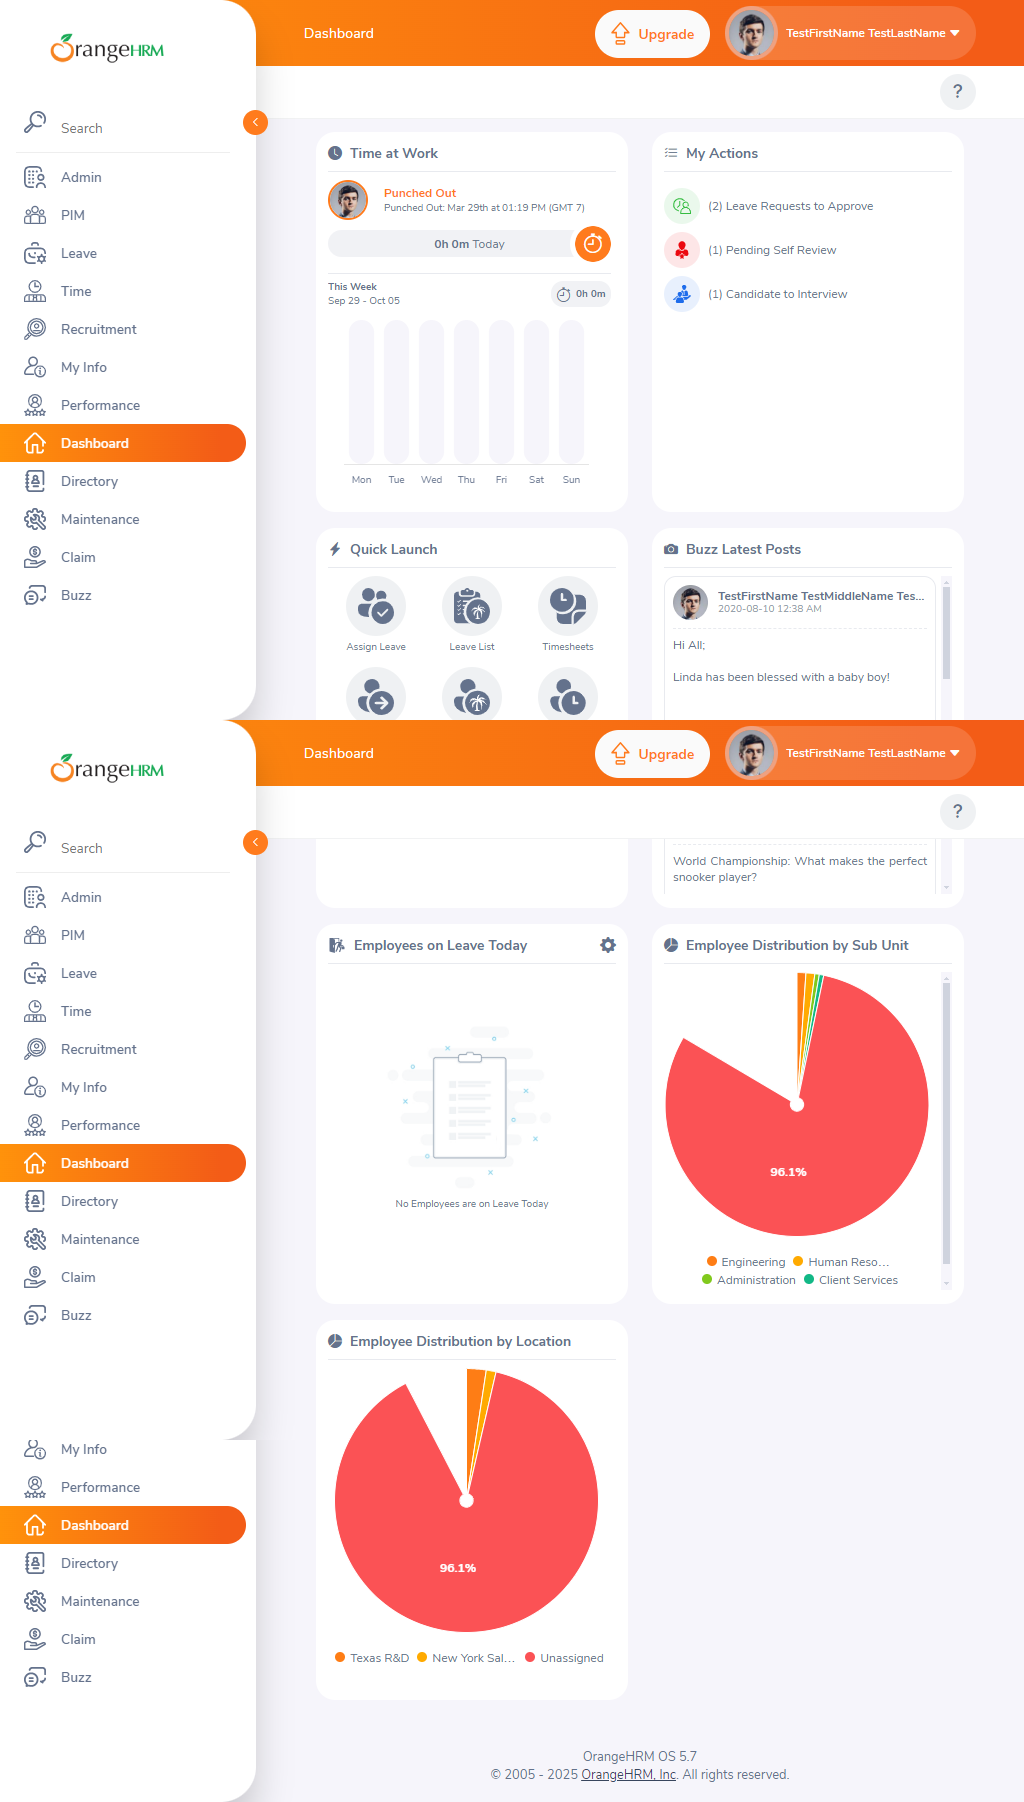 OrangeHRM
Search
Admin
PIM
Leave
Time
Recruitment
My Info
Performance
Dashboard
Directory
Maintenance
Claim
Buzz
Dashboard
Upgrade
TestFirstName TestLastName
?
Time at Work
Punched Out
Punched Out: Mar 29th at 01:19 PM (GMT 7)
0h 0m Today
This Week
Sep 29 - Oct 05
0h 0m
Mon Tue Wed Thu Fri Sat Sun
My Actions
(2) Leave Requests to Approve
(1) Pending Self Review
(1) Candidate to Interview
Quick Launch
Assign Leave
Leave List
Timesheets
Buzz Latest Posts
TestFirstName TestMiddleName Tes...
2020-08-10 12:38 AM
Hi All;
Linda has been blessed with a baby boy!
OrangeHRM
Search
Admin
PIM
Leave
Time
Recruitment
My Info
Performance
Dashboard
Directory
Maintenance
Claim
Buzz
Dashboard
Upgrade
TestFirstName TestLastName
?
World Championship: What makes the perfect
snooker player?
Employees on Leave Today
No Employees are on Leave Today
Employee Distribution by Sub Unit
96.1%
Engineering
Human Reso...
Administration
Client Services
Employee Distribution by Location
96.1%
Texas R&D
New York Sal...
Unassigned
My Info
Performance
Dashboard
Directory
Maintenance
Claim
Buzz
OrangeHRM OS 5.7
© 2005 - 2025 OrangeHRM, Inc. All rights reserved.